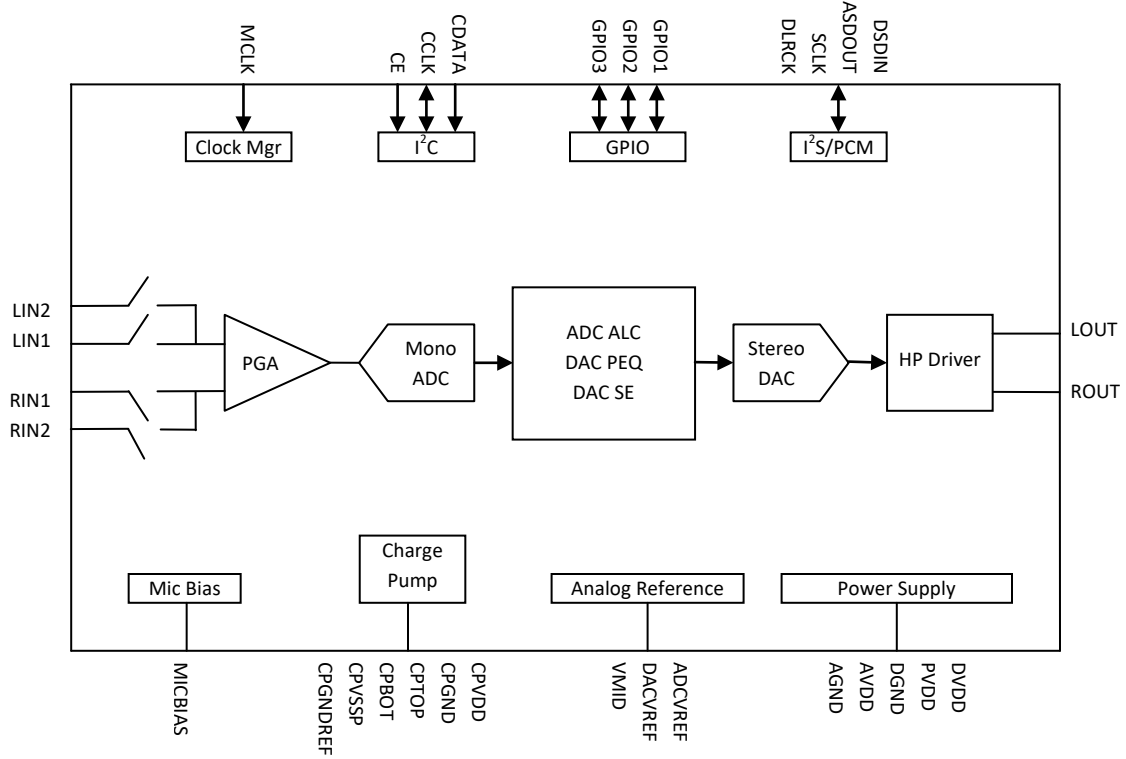 MCLK
CE
CCLK
CDATA
GPIO3
GPIO2
GPIO1
DLRCK
SCLK
ASDOUT
DSDIN
Clock Mgr
I²C
GPIO
I²S/PCM
LIN2
LIN1
RIN1
RIN2
PGA
Mono
ADC
ADC ALC
DAC PEQ
DAC SE
Stereo
DAC
HP Driver
LOUT
ROUT
Mic Bias
Charge
Pump
Analog Reference
Power Supply
MICBIAS
CPGNDREF
CPVSSP
CPBOT
CPTOP
CPGND
CPVDD
VMID
DACVREF
ADCVREF
AGND
AVDD
DGND
PVDD
DVDD